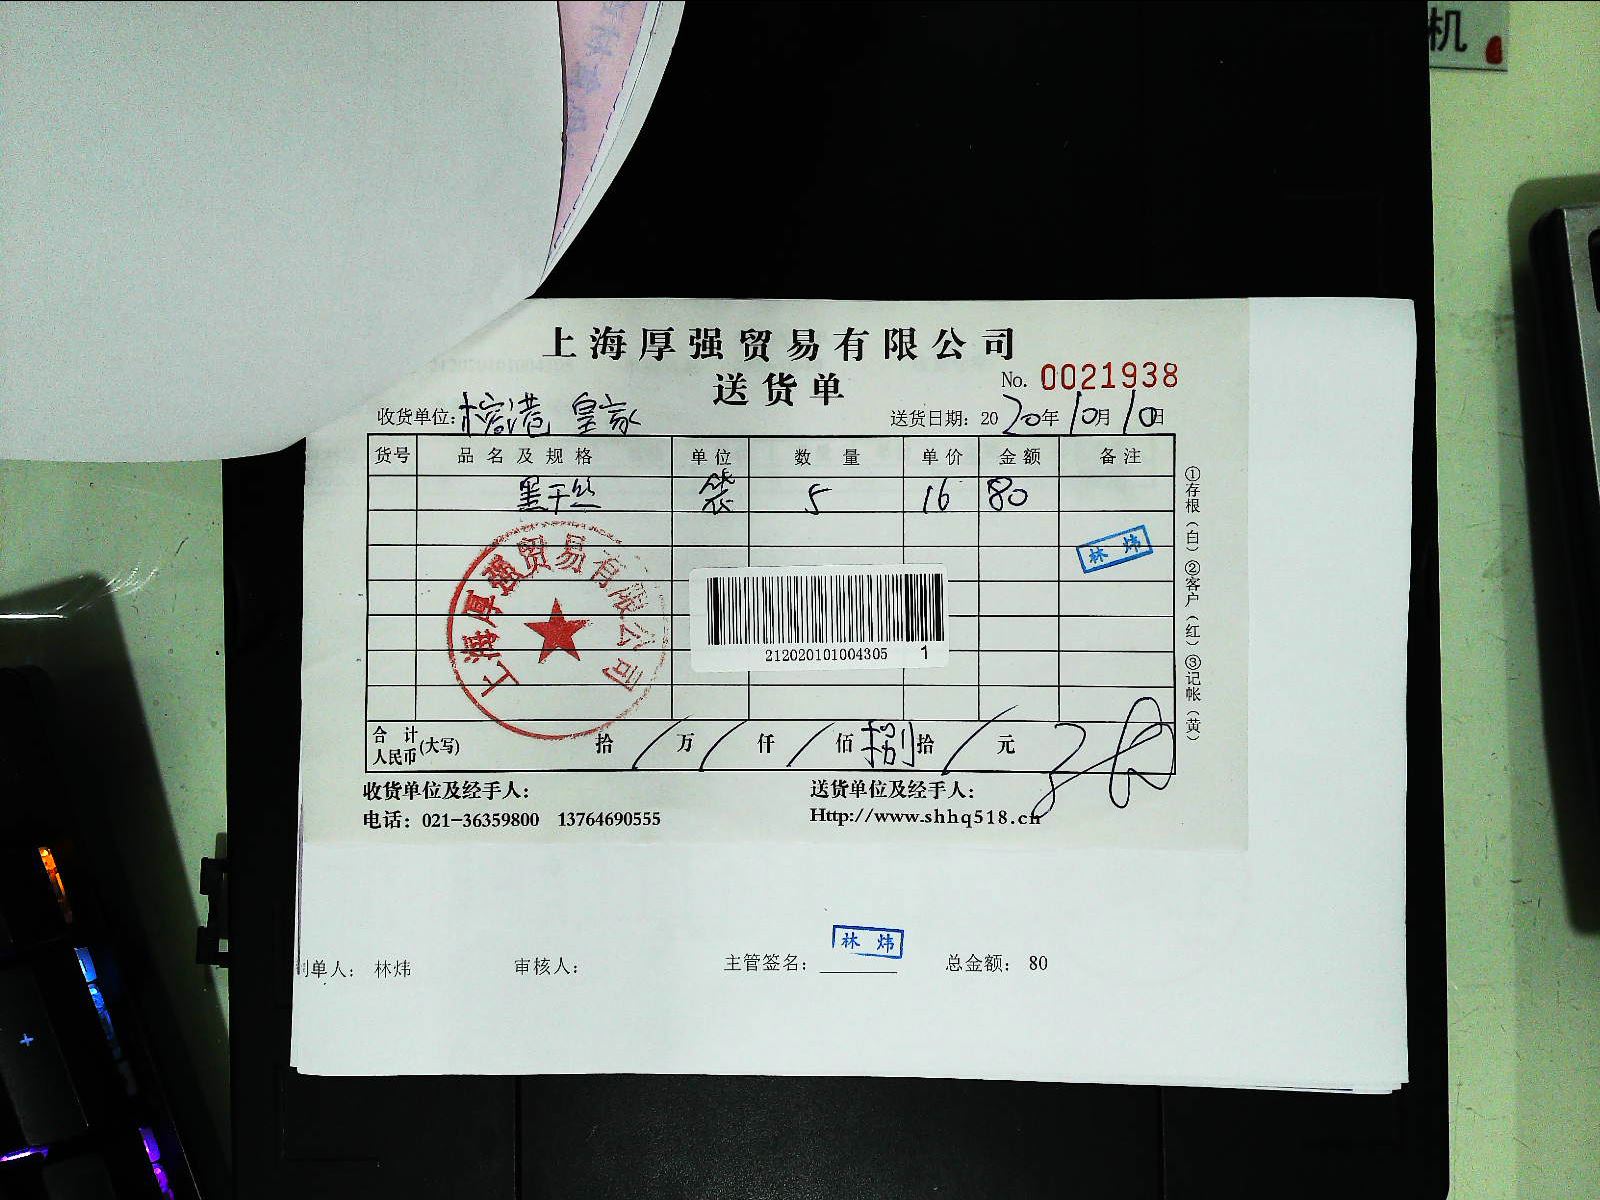 机
上海厚强贸易有限公司
送货单
No. 0021938
收货单位: 榕港 皇家
送货日期: 2020年10月10日
货号 品名及规格 单位 数量 单价 金额 备注
黑干丝 袋 5 16 80
林炜
上海厚强贸易有限公司
212020101004305 1
①存根(白)②客户(红)③记帐(黄)
合计人民币(大写) 拾 / 万 / 仟 / 佰 捌 拾 / 元
收货单位及经手人:
送货单位及经手人:
电话: 021-36359800 13764690555
Http://www.shhq518.cn
林炜
单人: 林炜 审核人: 主管签名: 总金额: 80